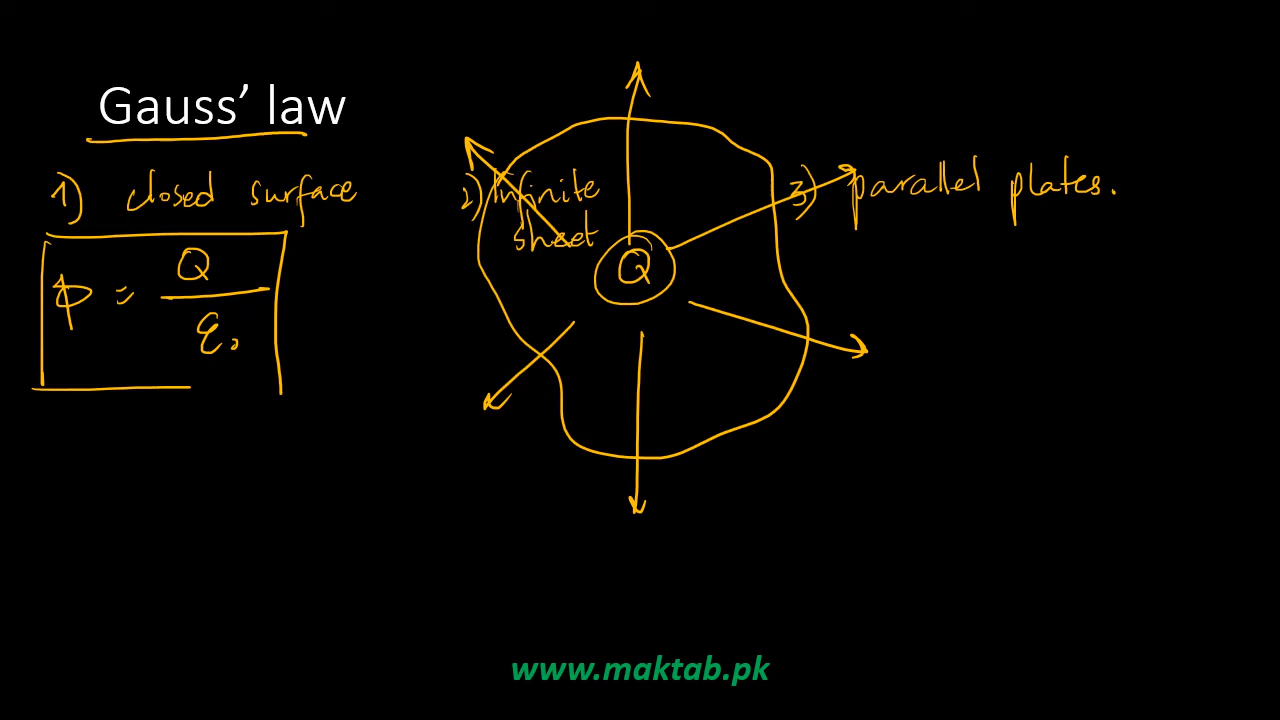 Gauss’ law
1) closed surface
2) Infinite
sheet
3) parallel plates.
ϕ = Q / ε₀
Q
www.maktab.pk